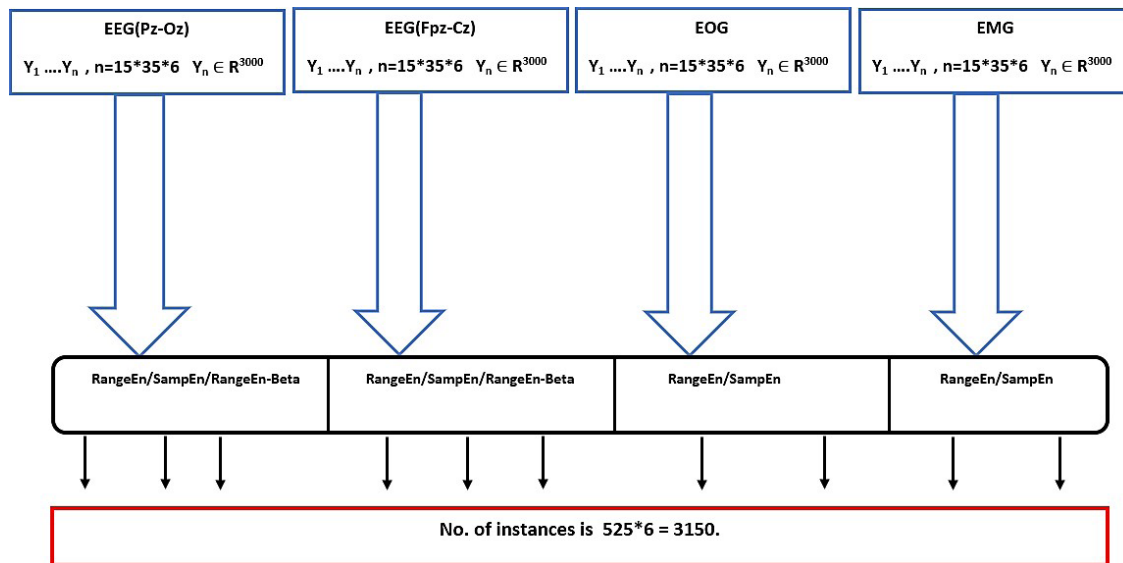 EEG(Pz-Oz)
Y₁ ....Yₙ , n=15*35*6 Yₙ ∈ R³⁰⁰⁰
EEG(Fpz-Cz)
Y₁ ....Yₙ , n=15*35*6 Yₙ ∈ R³⁰⁰⁰
EOG
Y₁ ....Yₙ , n=15*35*6 Yₙ ∈ R³⁰⁰⁰
EMG
Y₁ ....Yₙ , n=15*35*6 Yₙ ∈ R³⁰⁰⁰
RangeEn/SampEn/RangeEn-Beta
RangeEn/SampEn/RangeEn-Beta
RangeEn/SampEn
RangeEn/SampEn
No. of instances is 525*6 = 3150.